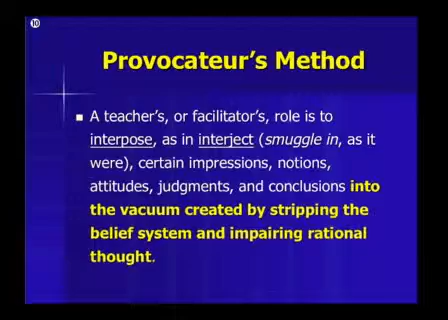 10
Provocateur's Method
A teacher's, or facilitator's, role is to
interpose, as in interject (smuggle in, as it
were), certain impressions, notions,
attitudes, judgments, and conclusions into
the vacuum created by stripping the
belief system and impairing rational
thought.